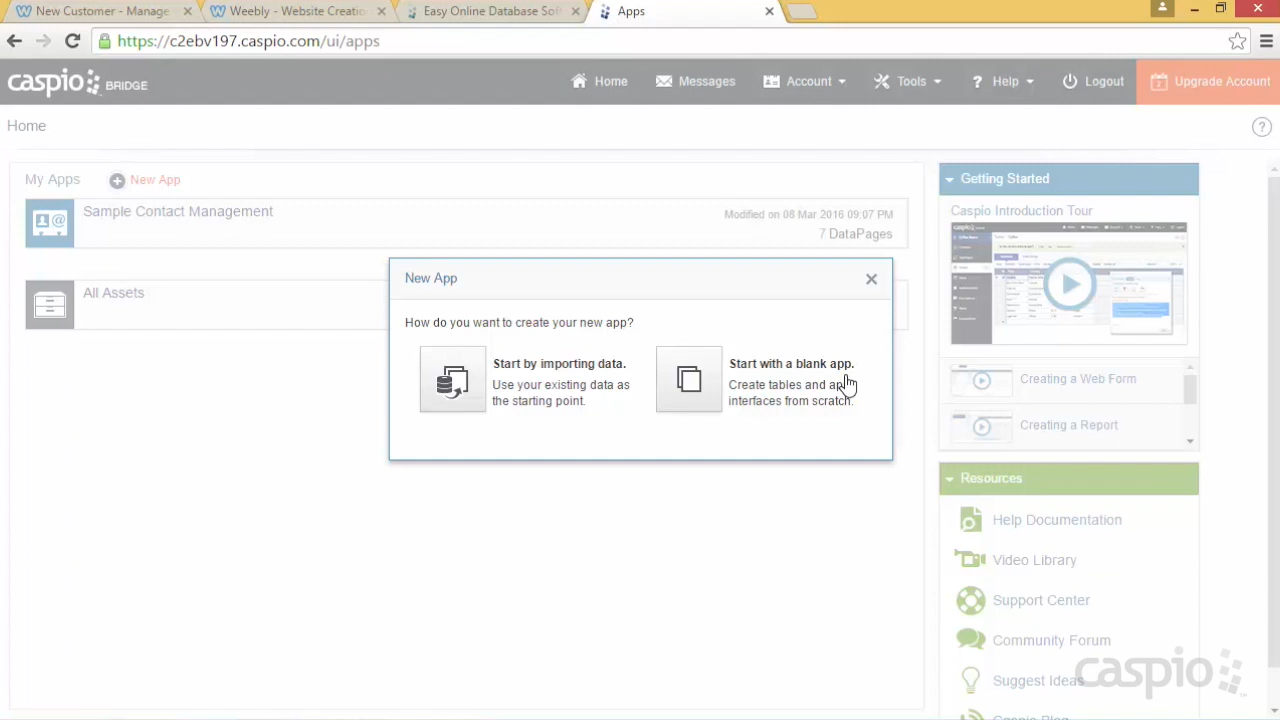 New Customer - Manage
Weebly - Website Creatio
Easy Online Database Sof
Apps
https://c2ebv197.caspio.com/ui/apps
caspio BRIDGE
Home
Messages
Account
Tools
? Help
Logout
Upgrade Account
Home
?
My Apps
New App
Sample Contact Management
Modified on 08 Mar 2016 09:07 PM
7 DataPages
All Assets
New App
How do you want to create your new app?
Start by importing data.
Use your existing data as
the starting point.
Start with a blank app.
Create tables and
interfaces from scratch.
Getting Started
Caspio Introduction Tour
Creating a Web Form
Creating a Report
Resources
Help Documentation
Video Library
Support Center
Community Forum
Suggest Ideas
Caspio Blog
caspio